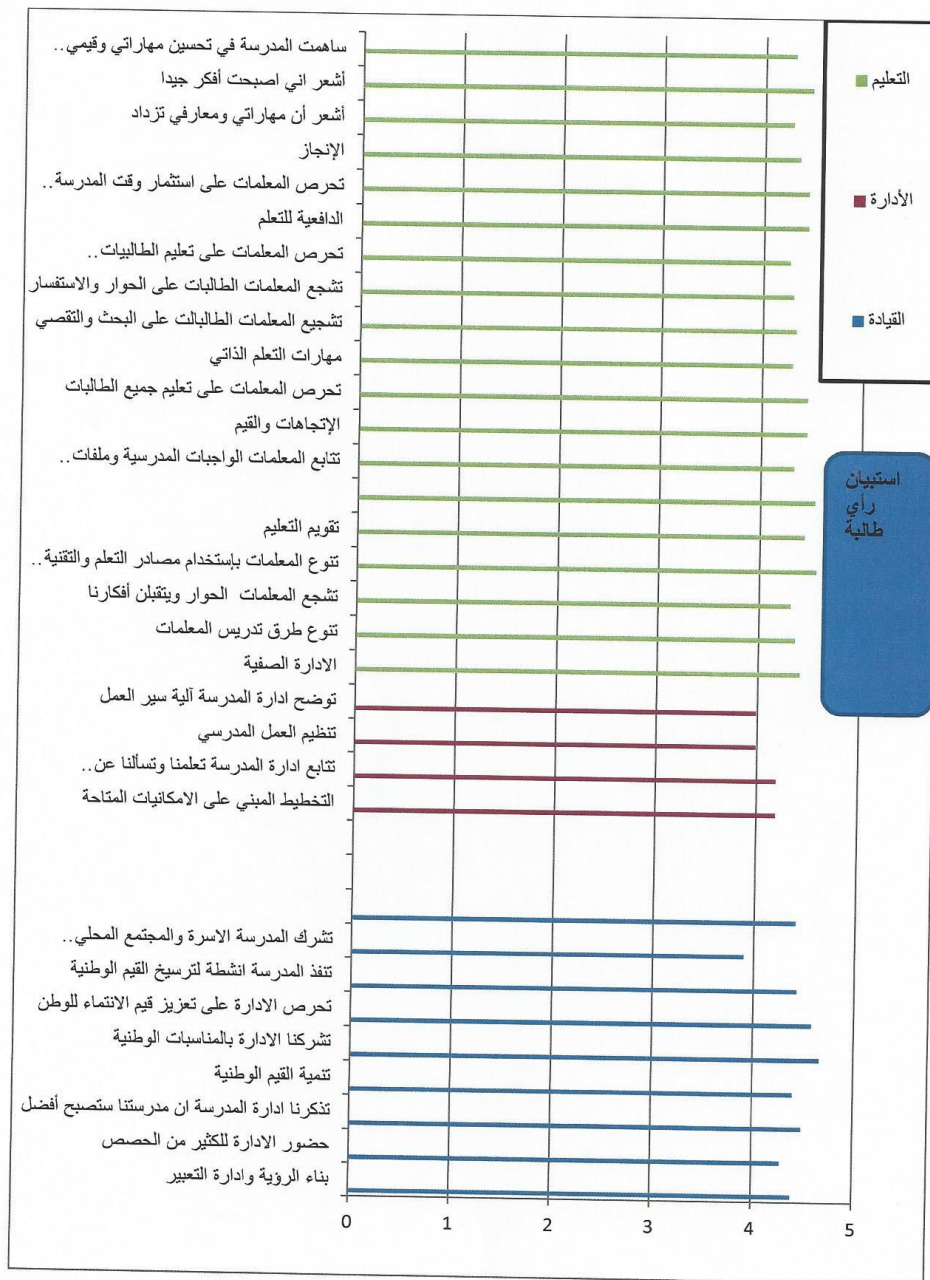 ساهمت المدرسة في تحسين مهاراتي وقيمي..
أشعر اني اصبحت أفكر جيدا
أشعر أن مهاراتي ومعارفي تزداد
الإنجاز
تحرص المعلمات على استثمار وقت المدرسة..
الدافعية للتعلم
تحرص المعلمات على تعليم الطالبيات..
تشجع المعلمات الطالبات على الحوار والاستفسار
تشجيع المعلمات الطالبالت على البحث والتقصي
مهارات التعلم الذاتي
تحرص المعلمات على تعليم جميع الطالبات
الإتجاهات والقيم
تتابع المعلمات الواجبات المدرسية وملفات..
تقويم التعليم
تنوع المعلمات بإستخدام مصادر التعلم والتقنية..
تشجع المعلمات الحوار ويتقبلن أفكارنا
تنوع طرق تدريس المعلمات
الادارة الصفية
توضح ادارة المدرسة آلية سير العمل
تنظيم العمل المدرسي
تتابع ادارة المدرسة تعلمنا وتسألنا عن..
التخطيط المبني على الامكانيات المتاحة
تشرك المدرسة الاسرة والمجتمع المحلي..
تنفذ المدرسة انشطة لترسيخ القيم الوطنية
تحرص الادارة على تعزيز قيم الانتماء للوطن
تشركنا الادارة بالمناسبات الوطنية
تنمية القيم الوطنية
تذكرنا ادارة المدرسة ان مدرستنا ستصبح أفضل
حضور الادارة للكثير من الحصص
بناء الرؤية وادارة التعبير
0 1 2 3 4 5
التعليم
الأدارة
القيادة
استبيان
رأي
طالبة